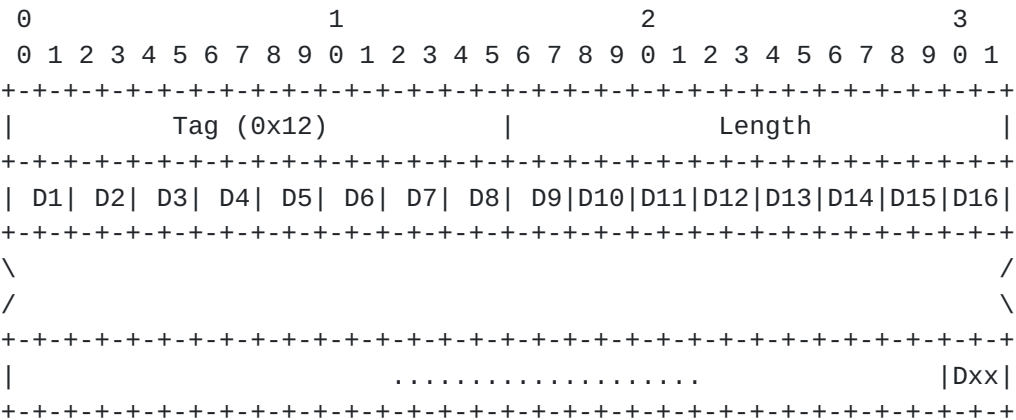 0                   1                   2                   3
 0 1 2 3 4 5 6 7 8 9 0 1 2 3 4 5 6 7 8 9 0 1 2 3 4 5 6 7 8 9 0 1
+-+-+-+-+-+-+-+-+-+-+-+-+-+-+-+-+-+-+-+-+-+-+-+-+-+-+-+-+-+-+-+-+
|          Tag (0x12)           |             Length            |
+-+-+-+-+-+-+-+-+-+-+-+-+-+-+-+-+-+-+-+-+-+-+-+-+-+-+-+-+-+-+-+-+
| D1| D2| D3| D4| D5| D6| D7| D8| D9|D10|D11|D12|D13|D14|D15|D16|
+-+-+-+-+-+-+-+-+-+-+-+-+-+-+-+-+-+-+-+-+-+-+-+-+-+-+-+-+-+-+-+-+
\                                                               /
/                                                               \
+-+-+-+-+-+-+-+-+-+-+-+-+-+-+-+-+-+-+-+-+-+-+-+-+-+-+-+-+-+-+-+-+
|                        ....................               |Dxx|
+-+-+-+-+-+-+-+-+-+-+-+-+-+-+-+-+-+-+-+-+-+-+-+-+-+-+-+-+-+-+-+-+